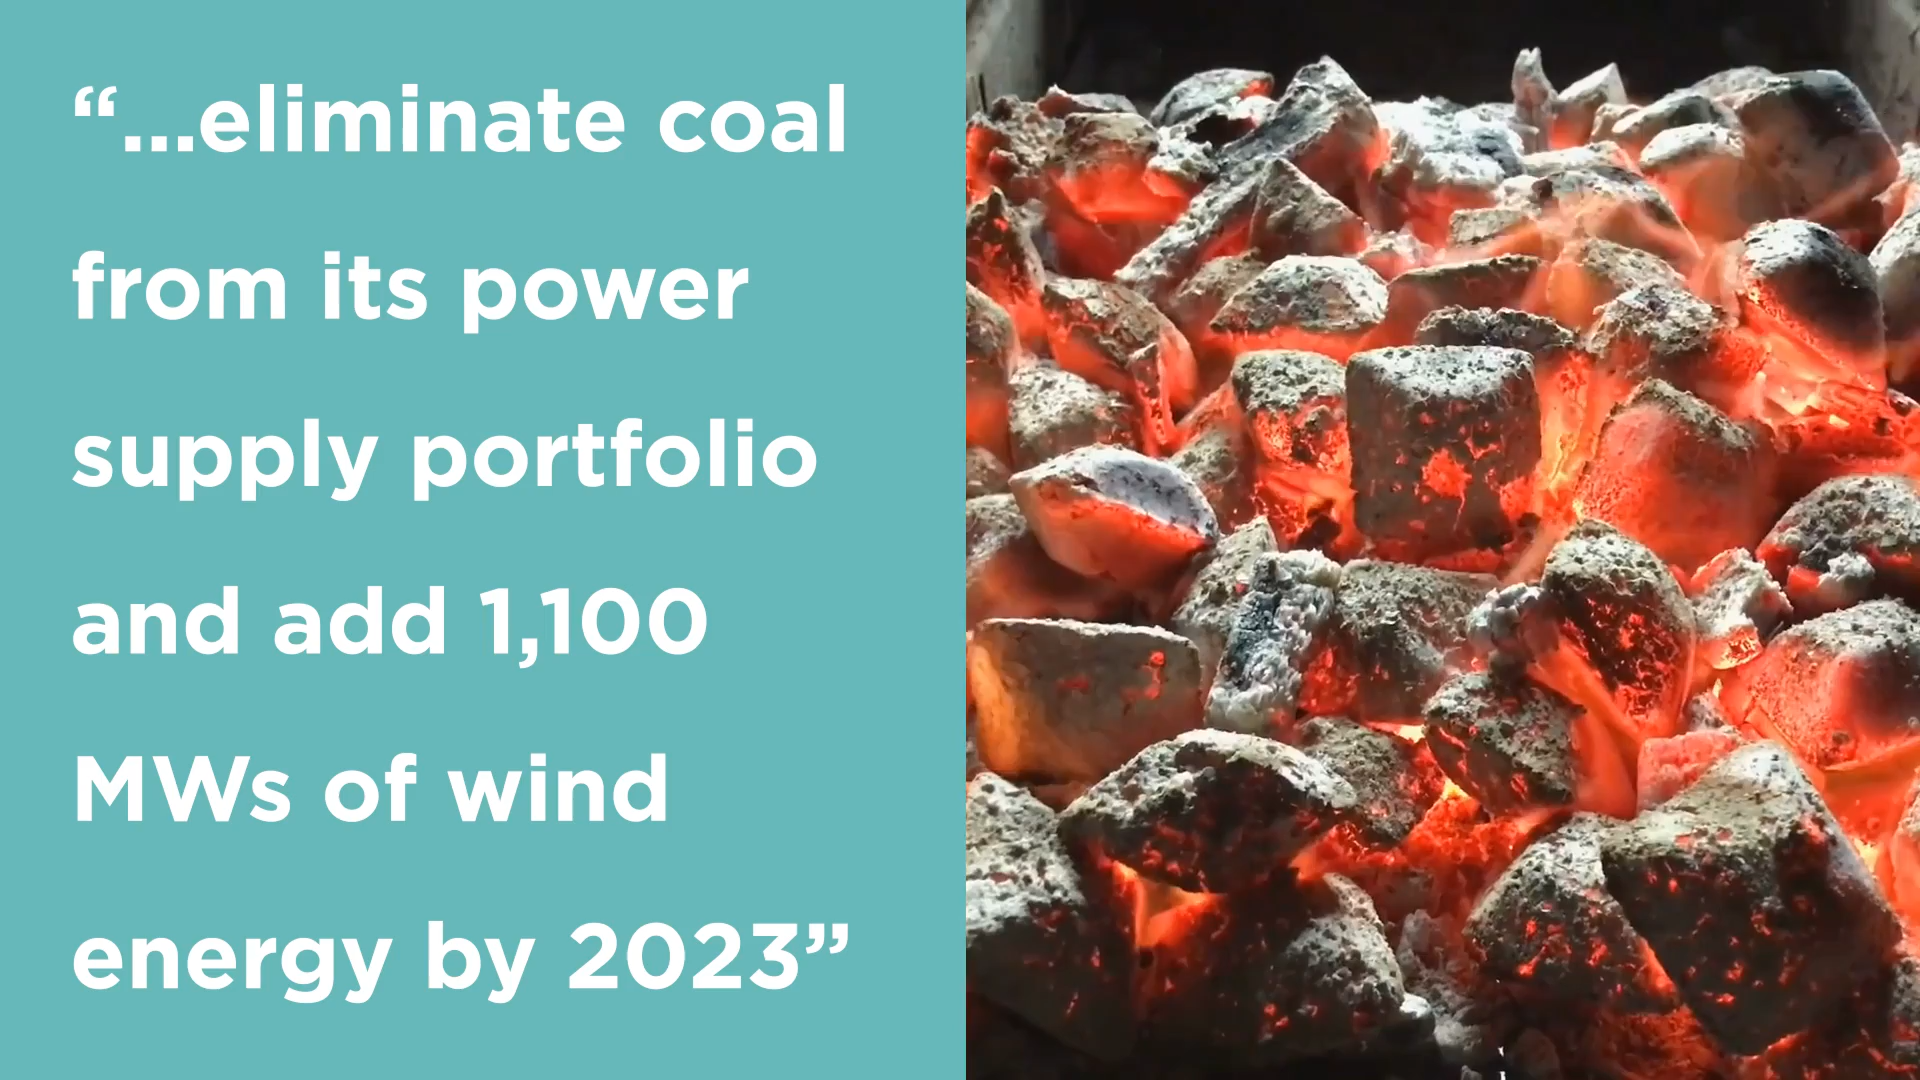 “...eliminate coal
from its power
supply portfolio
and add 1,100
MWs of wind
energy by 2023”